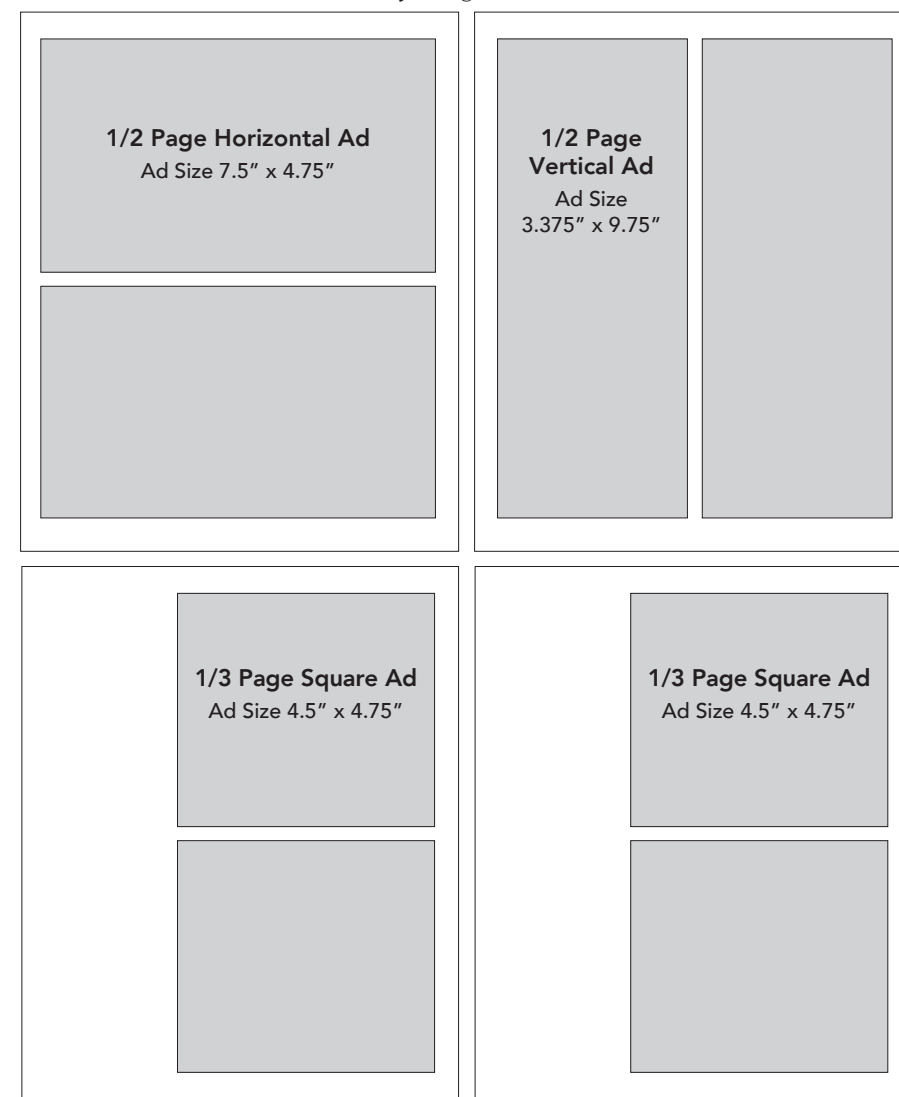 1/2 Page Horizontal Ad
Ad Size 7.5" x 4.75"
1/2 Page
Vertical Ad
Ad Size
3.375" x 9.75"
1/3 Page Square Ad
Ad Size 4.5" x 4.75"
1/3 Page Square Ad
Ad Size 4.5" x 4.75"